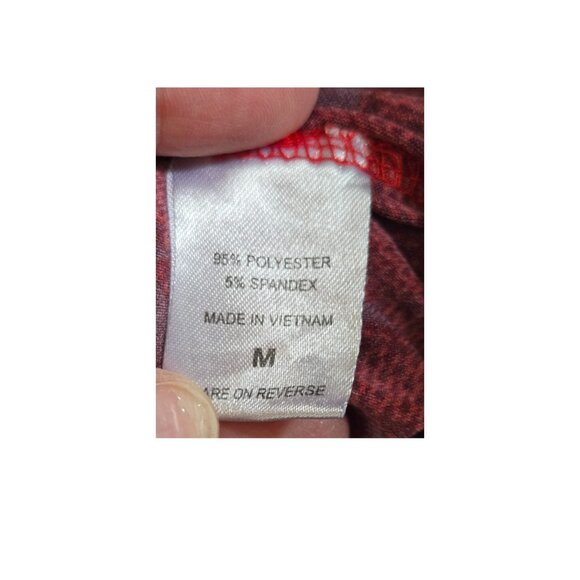 95% POLYESTER
5% SPANDEX
MADE IN VIETNAM
M
ARE ON REVERSE